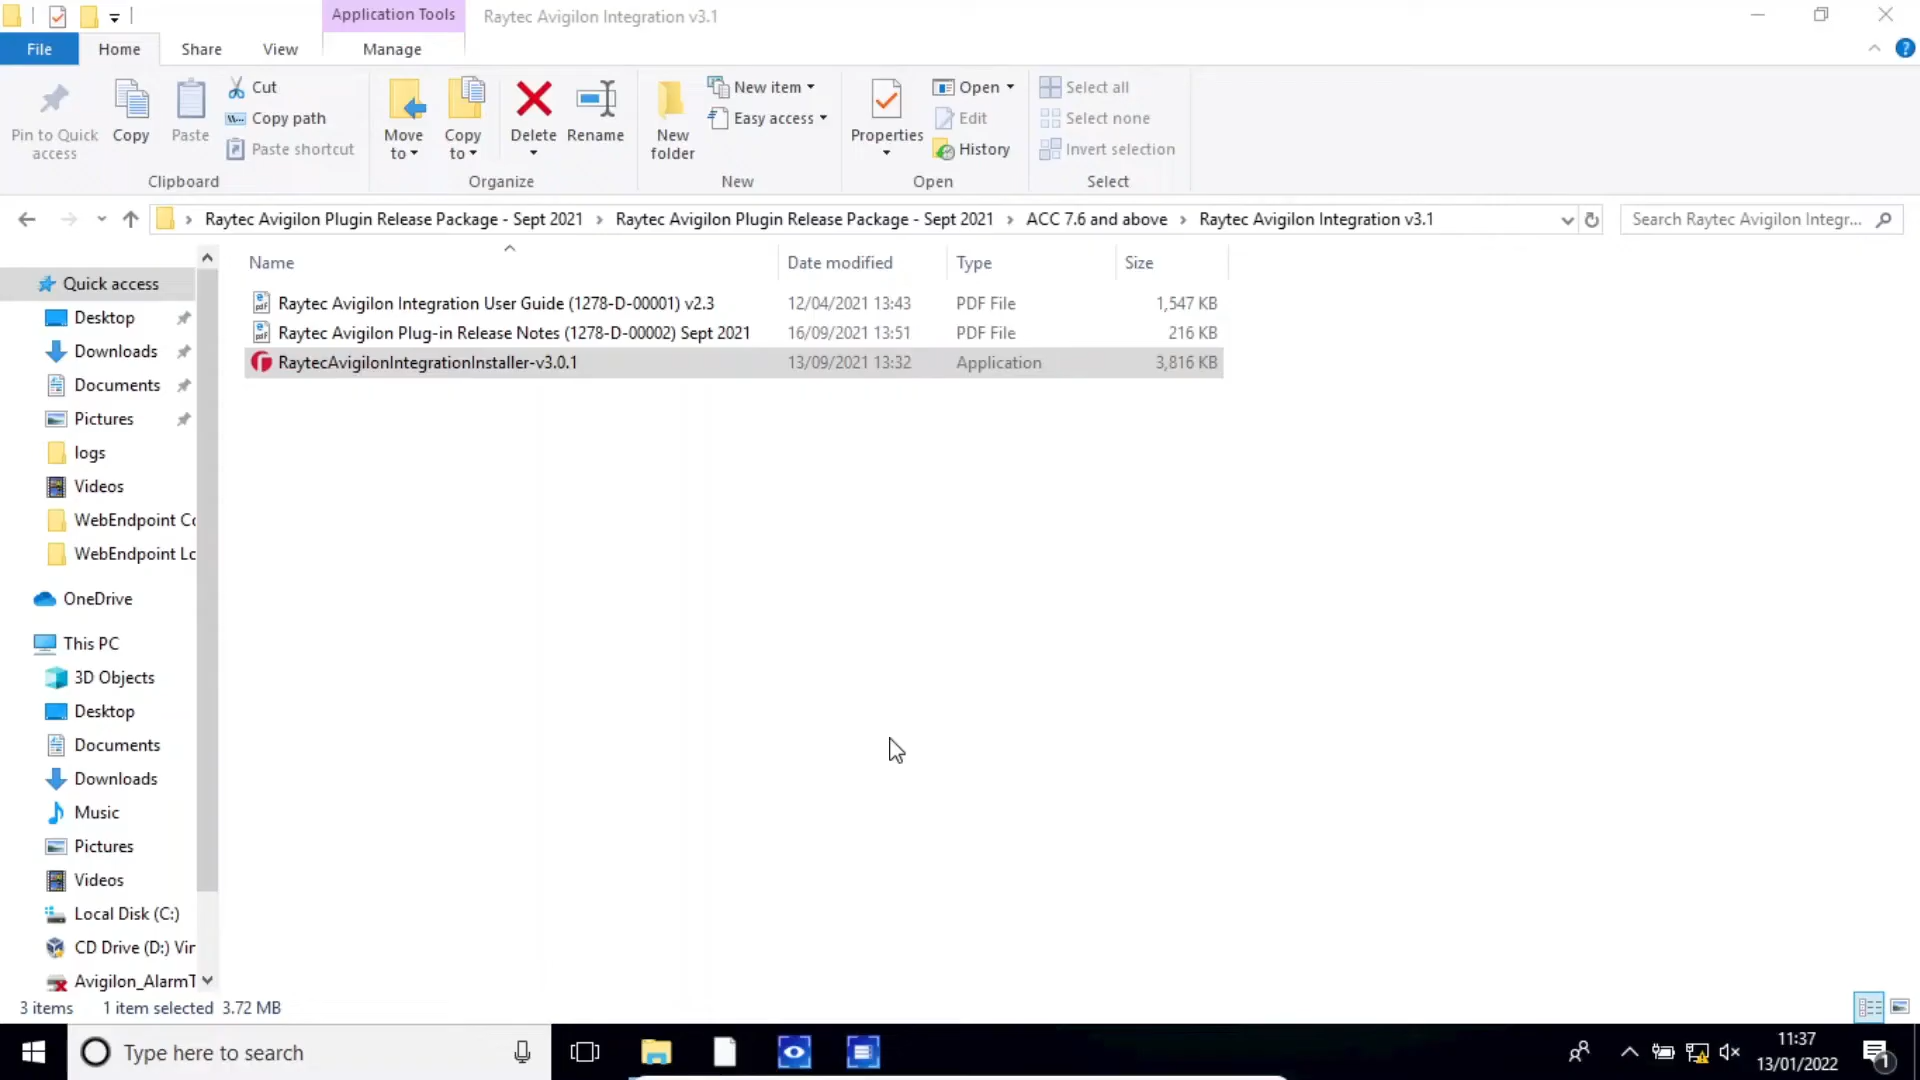 Application Tools
Raytec Avigilon Integration v3.1
File
Home
Share
View
Manage
Pin to Quick access
Copy
Paste
Cut
Copy path
Paste shortcut
Clipboard
Move to
Copy to
Delete
Rename
Organize
New folder
New item
Easy access
New
Properties
Open
Edit
History
Open
Select all
Select none
Invert selection
Select
Raytec Avigilon Plugin Release Package - Sept 2021 > Raytec Avigilon Plugin Release Package - Sept 2021 > ACC 7.6 and above > Raytec Avigilon Integration v3.1
Search Raytec Avigilon Integr...
Name Date modified Type Size
Raytec Avigilon Integration User Guide (1278-D-00001) v2.3 12/04/2021 13:43 PDF File 1,547 KB
Raytec Avigilon Plug-in Release Notes (1278-D-00002) Sept 2021 16/09/2021 13:51 PDF File 216 KB
RaytecAvigilonIntegrationInstaller-v3.0.1 13/09/2021 13:32 Application 3,816 KB
Quick access
Desktop
Downloads
Documents
Pictures
logs
Videos
WebEndpoint Co
WebEndpoint Lo
OneDrive
This PC
3D Objects
Desktop
Documents
Downloads
Music
Pictures
Videos
Local Disk (C:)
CD Drive (D:) Vir
Avigilon_AlarmT
3 items 1 item selected 3.72 MB
Type here to search
11:37
13/01/2022
1